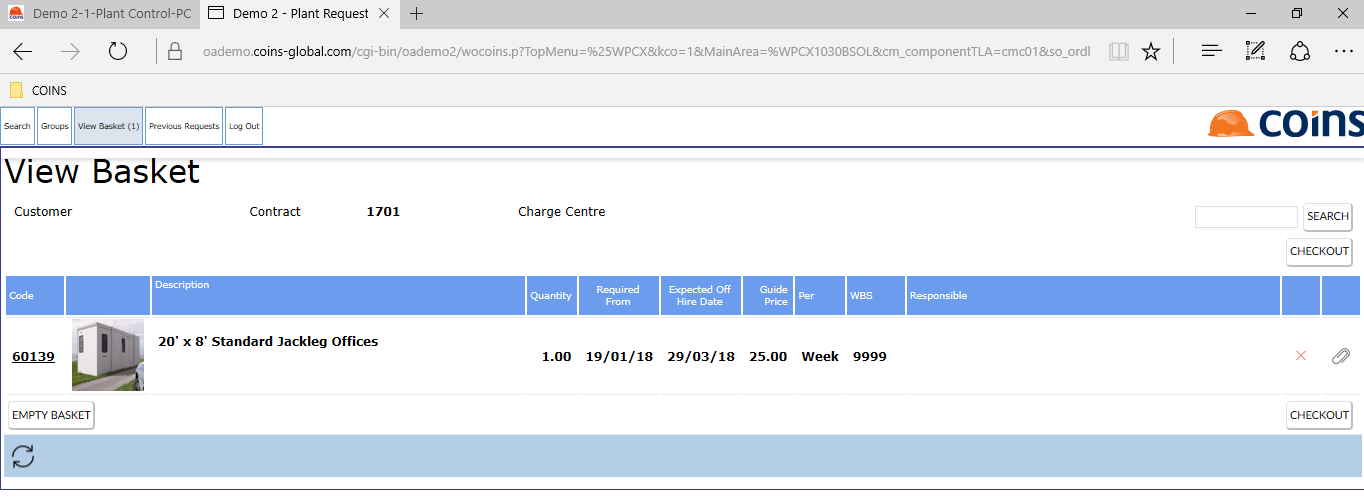 COINS Demo 2-1-Plant Control-PC Demo 2 - Plant Request
oademo.coins-global.com/cgi-bin/oademo2/wocoins.p?TopMenu=%25WPCX&kco=1&MainArea=%WPCX1030BSOL&cm_componentTLA=cmc01&so_ordl
COINS
Search Groups View Basket (1) Previous Requests Log Out coins
View Basket
Customer Contract 1701 Charge Centre SEARCH
CHECKOUT
Code Description Quantity Required From Expected Off Hire Date Guide Price Per WBS Responsible
60139 20' x 8' Standard Jackleg Offices 1.00 19/01/18 29/03/18 25.00 Week 9999
EMPTY BASKET CHECKOUT